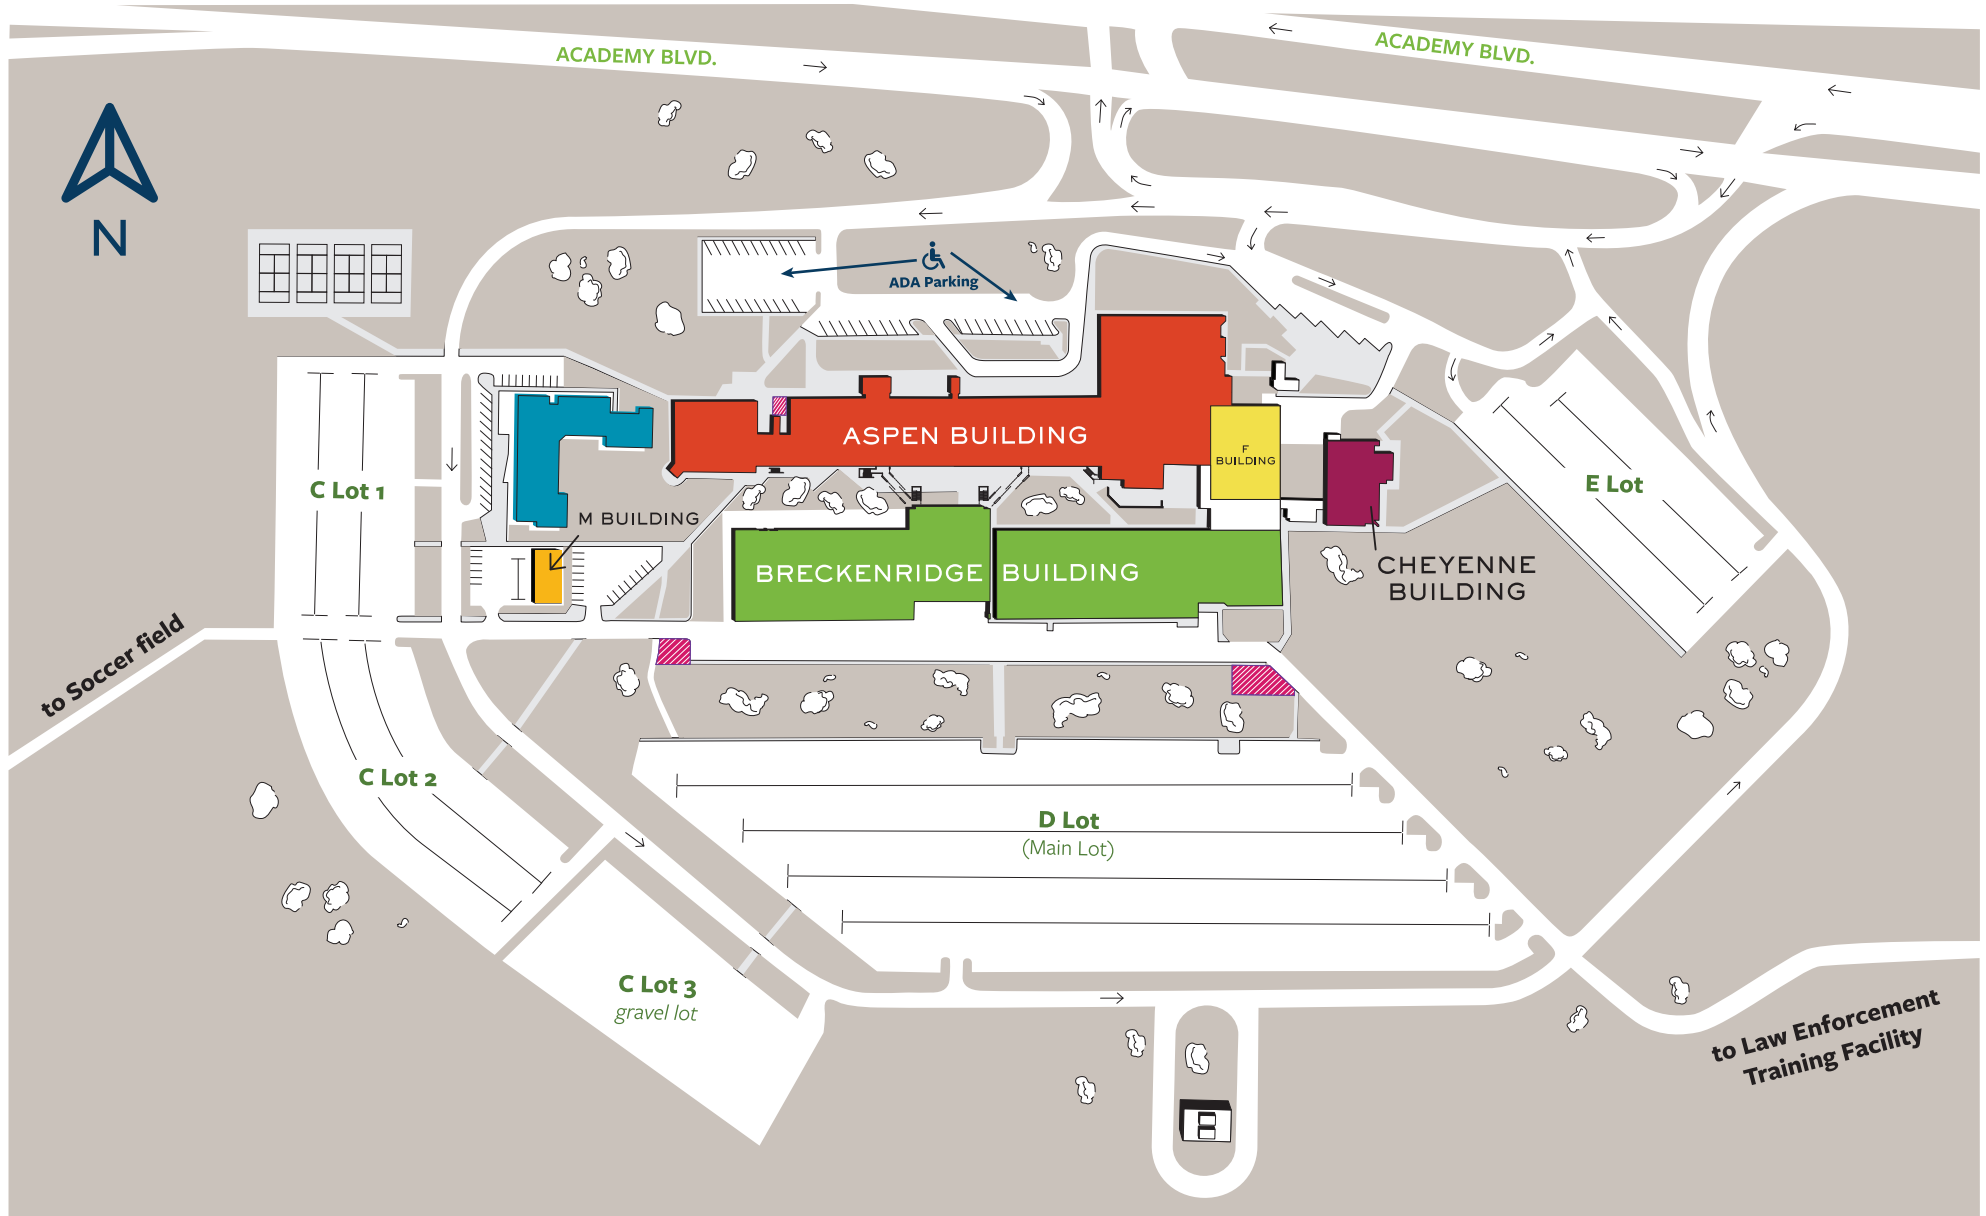 ACADEMY BLVD.
ACADEMY BLVD.
N
ADA Parking
ASPEN BUILDING
F
BUILDING
C Lot 1
E Lot
M BUILDING
BRECKENRIDGE BUILDING
CHEYENNE
BUILDING
to Soccer field
C Lot 2
D Lot
(Main Lot)
C Lot 3
gravel lot
to Law Enforcement
Training Facility